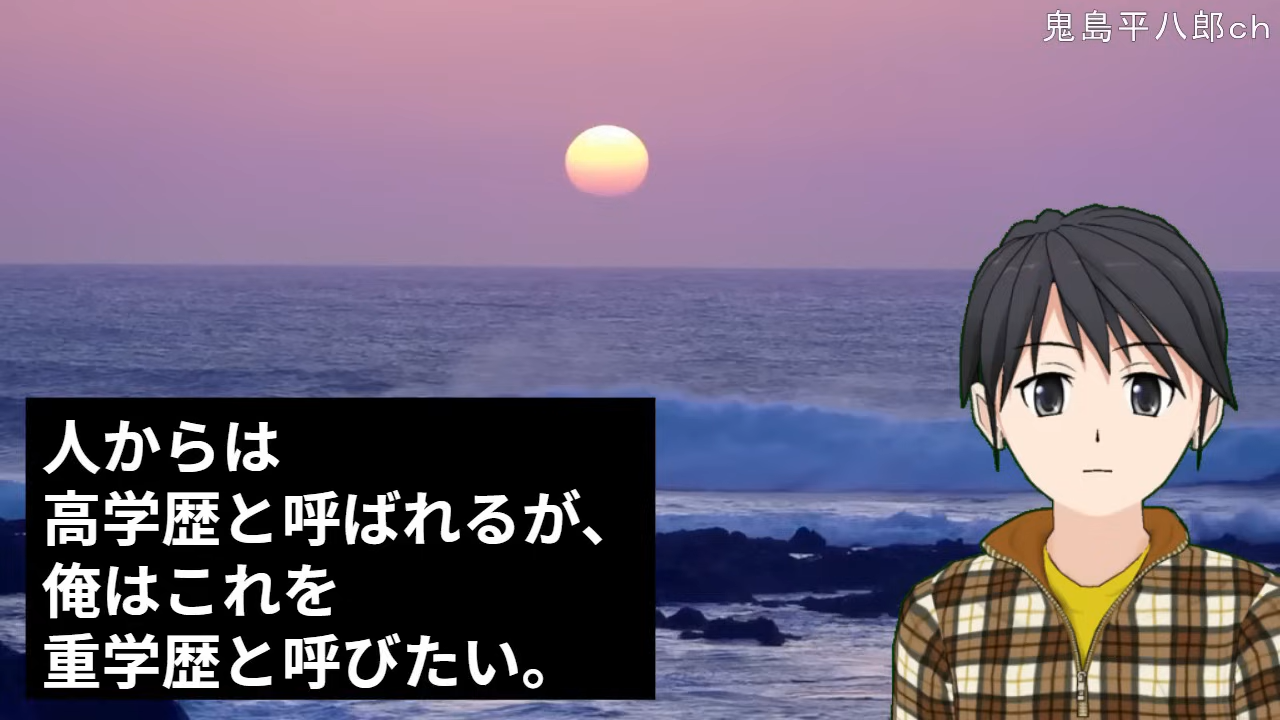 鬼島平八郎ch
人からは
高学歴と呼ばれるが、
俺はこれを
重学歴と呼びたい。